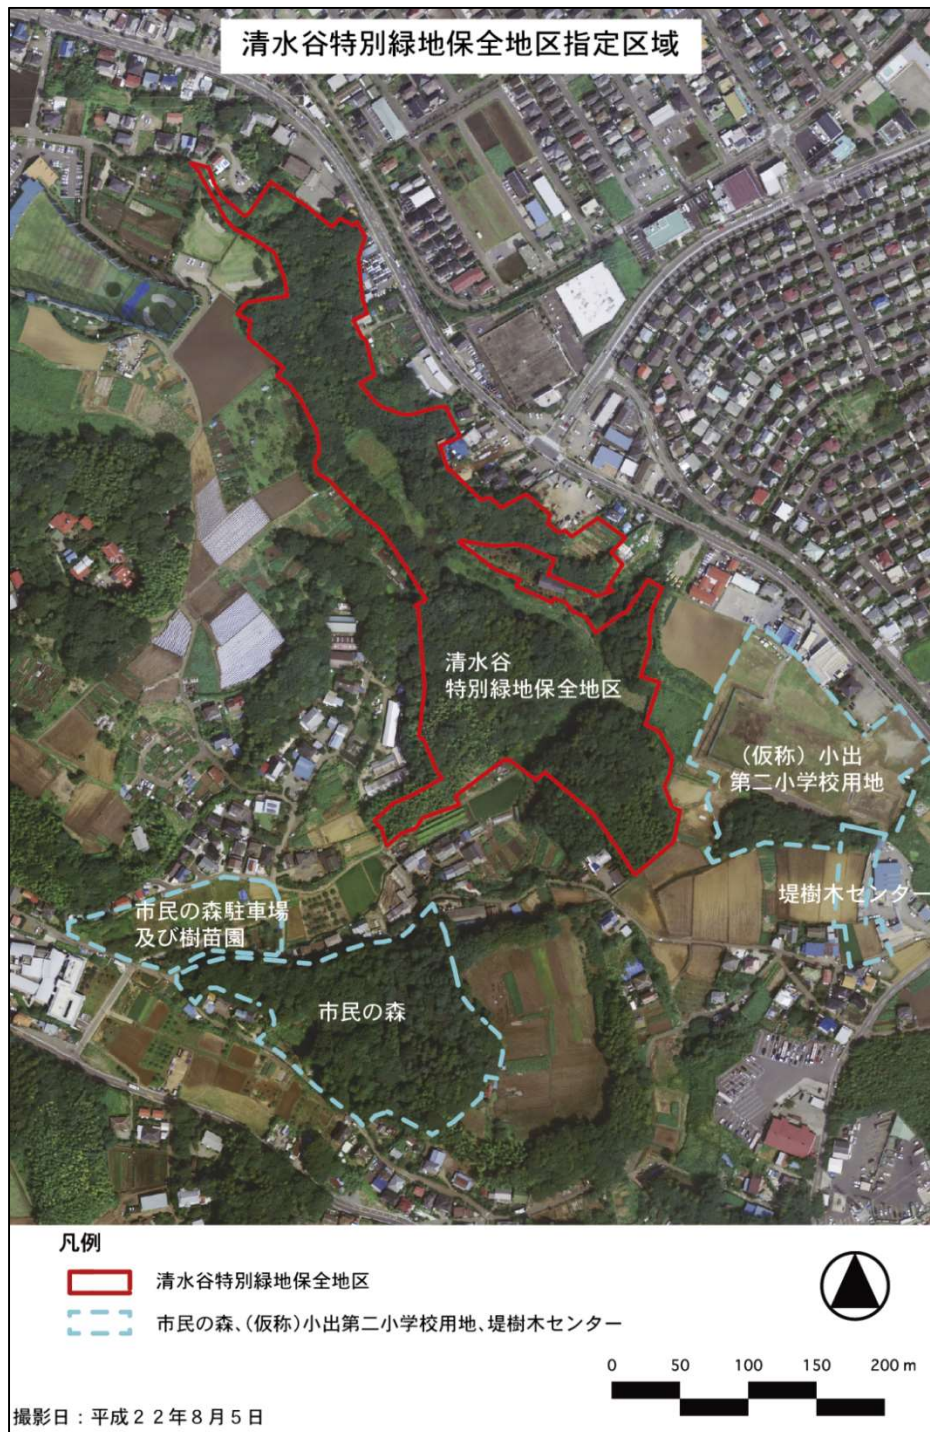 清水谷特別緑地保全地区指定区域
清水谷
特別緑地保全地区
（仮称）小出
第二小学校用地
堤樹木センター
市民の森駐車場
及び樹苗園
市民の森
凡例
清水谷特別緑地保全地区
市民の森、（仮称）小出第二小学校用地、堤樹木センター
0 50 100 150 200 m
撮影日：平成２２年８月５日